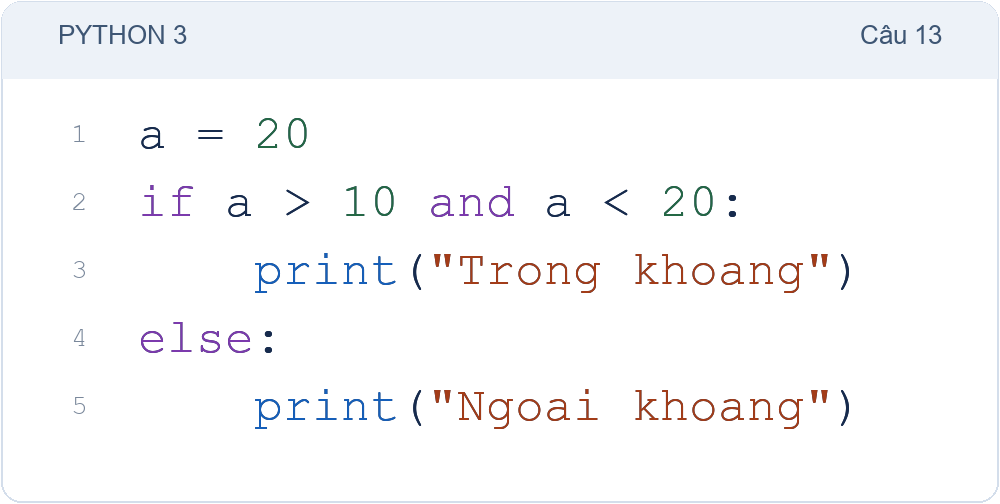 PYTHON 3
Câu 13
1 a = 20
2 if a > 10 and a < 20:
3     print("Trong khoang")
4 else:
5     print("Ngoai khoang")